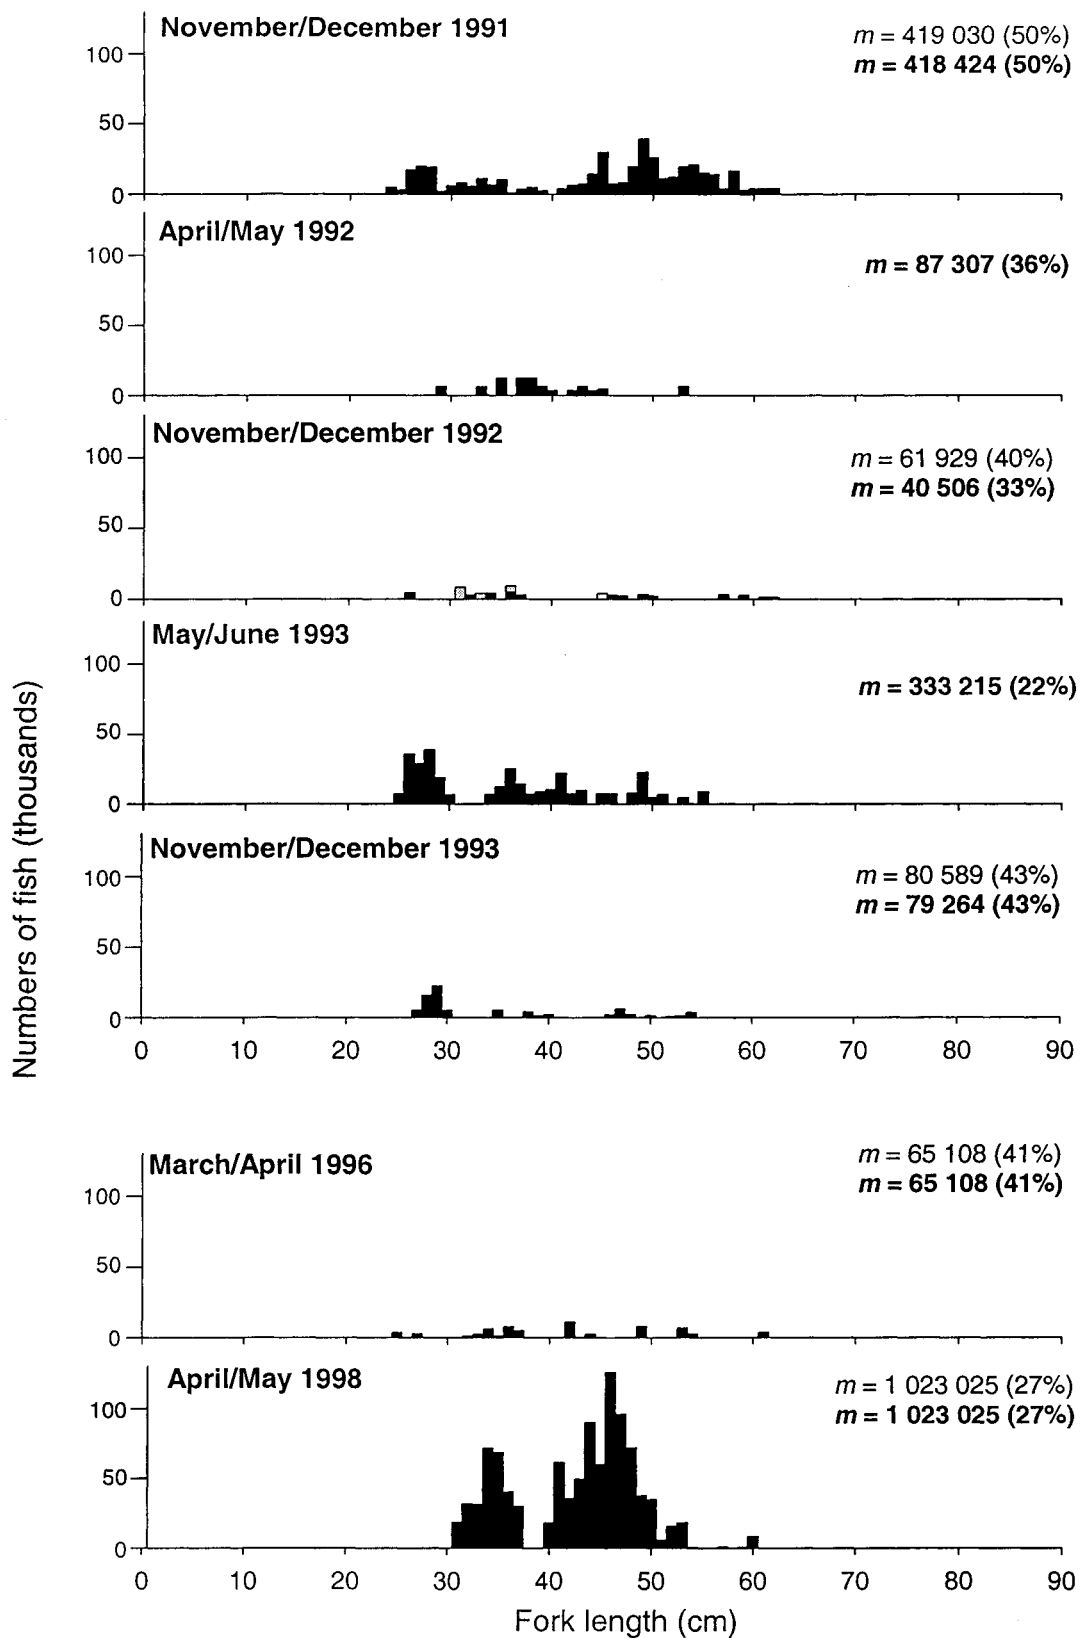 November/December 1991
m = 419 030 (50%)
m = 418 424 (50%)
100
50
0
April/May 1992
m = 87 307 (36%)
100
50
0
November/December 1992
m = 61 929 (40%)
m = 40 506 (33%)
100
50
0
May/June 1993
m = 333 215 (22%)
100
50
0
November/December 1993
m = 80 589 (43%)
m = 79 264 (43%)
100
50
0
0 10 20 30 40 50 60 70 80 90
Numbers of fish (thousands)
March/April 1996
m = 65 108 (41%)
m = 65 108 (41%)
100
50
0
April/May 1998
m = 1 023 025 (27%)
m = 1 023 025 (27%)
100
50
0
0 10 20 30 40 50 60 70 80 90
Fork length (cm)